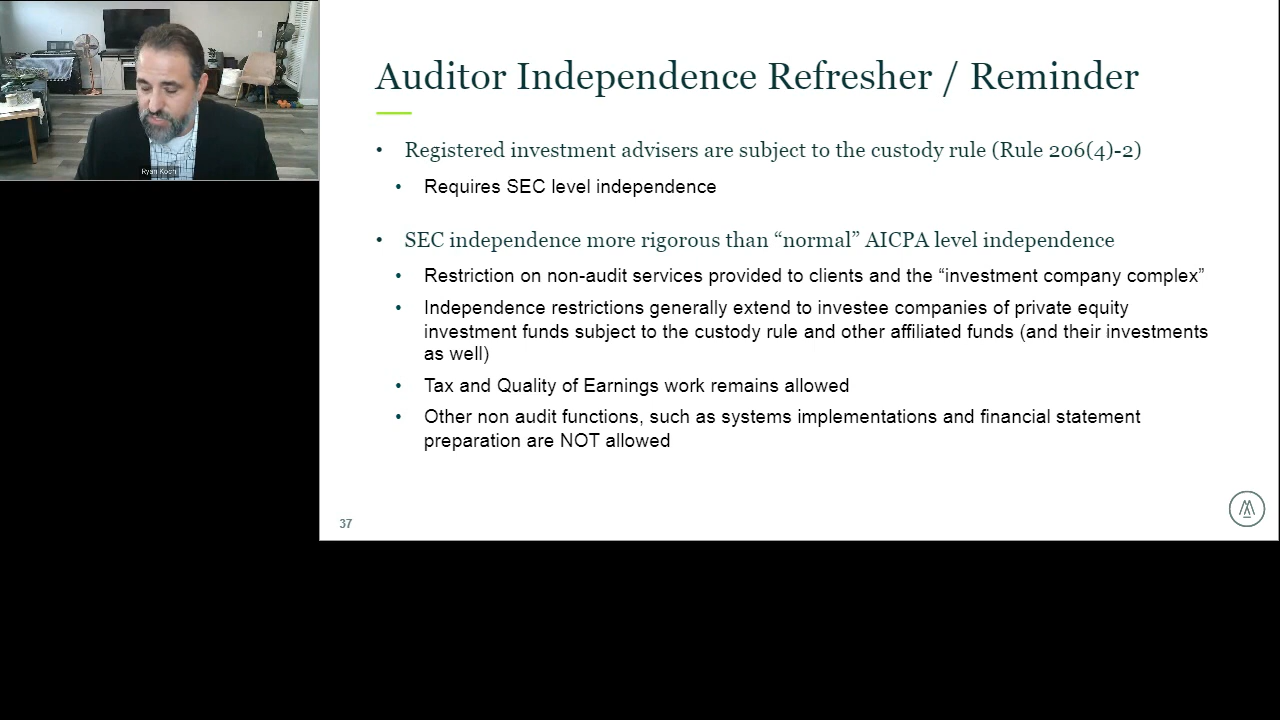 Ryan Koch
Auditor Independence Refresher / Reminder
• Registered investment advisers are subject to the custody rule (Rule 206(4)-2)
• Requires SEC level independence
• SEC independence more rigorous than “normal” AICPA level independence
• Restriction on non-audit services provided to clients and the “investment company complex”
• Independence restrictions generally extend to investee companies of private equity
investment funds subject to the custody rule and other affiliated funds (and their investments
as well)
• Tax and Quality of Earnings work remains allowed
• Other non audit functions, such as systems implementations and financial statement
preparation are NOT allowed
37